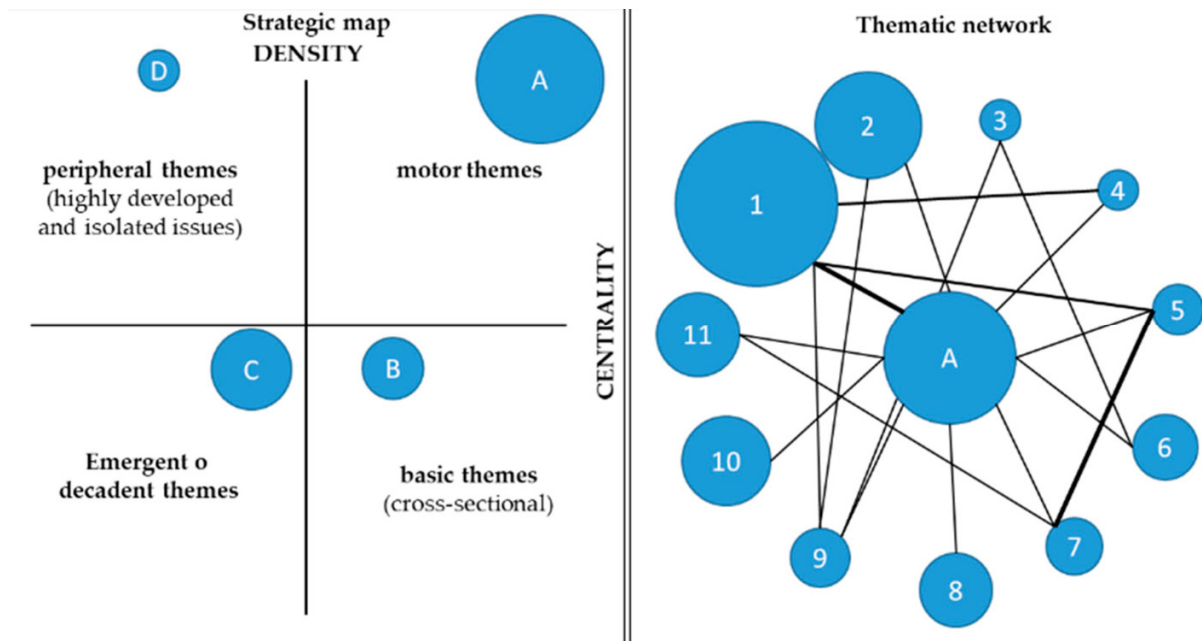 Strategic map
DENSITY
D
A
peripheral themes
(highly developed
and isolated issues)
motor themes
CENTRALITY
C
B
Emergent o
decadent themes
basic themes
(cross-sectional)
Thematic network
2
3
1
4
5
11
A
10
6
9
7
8